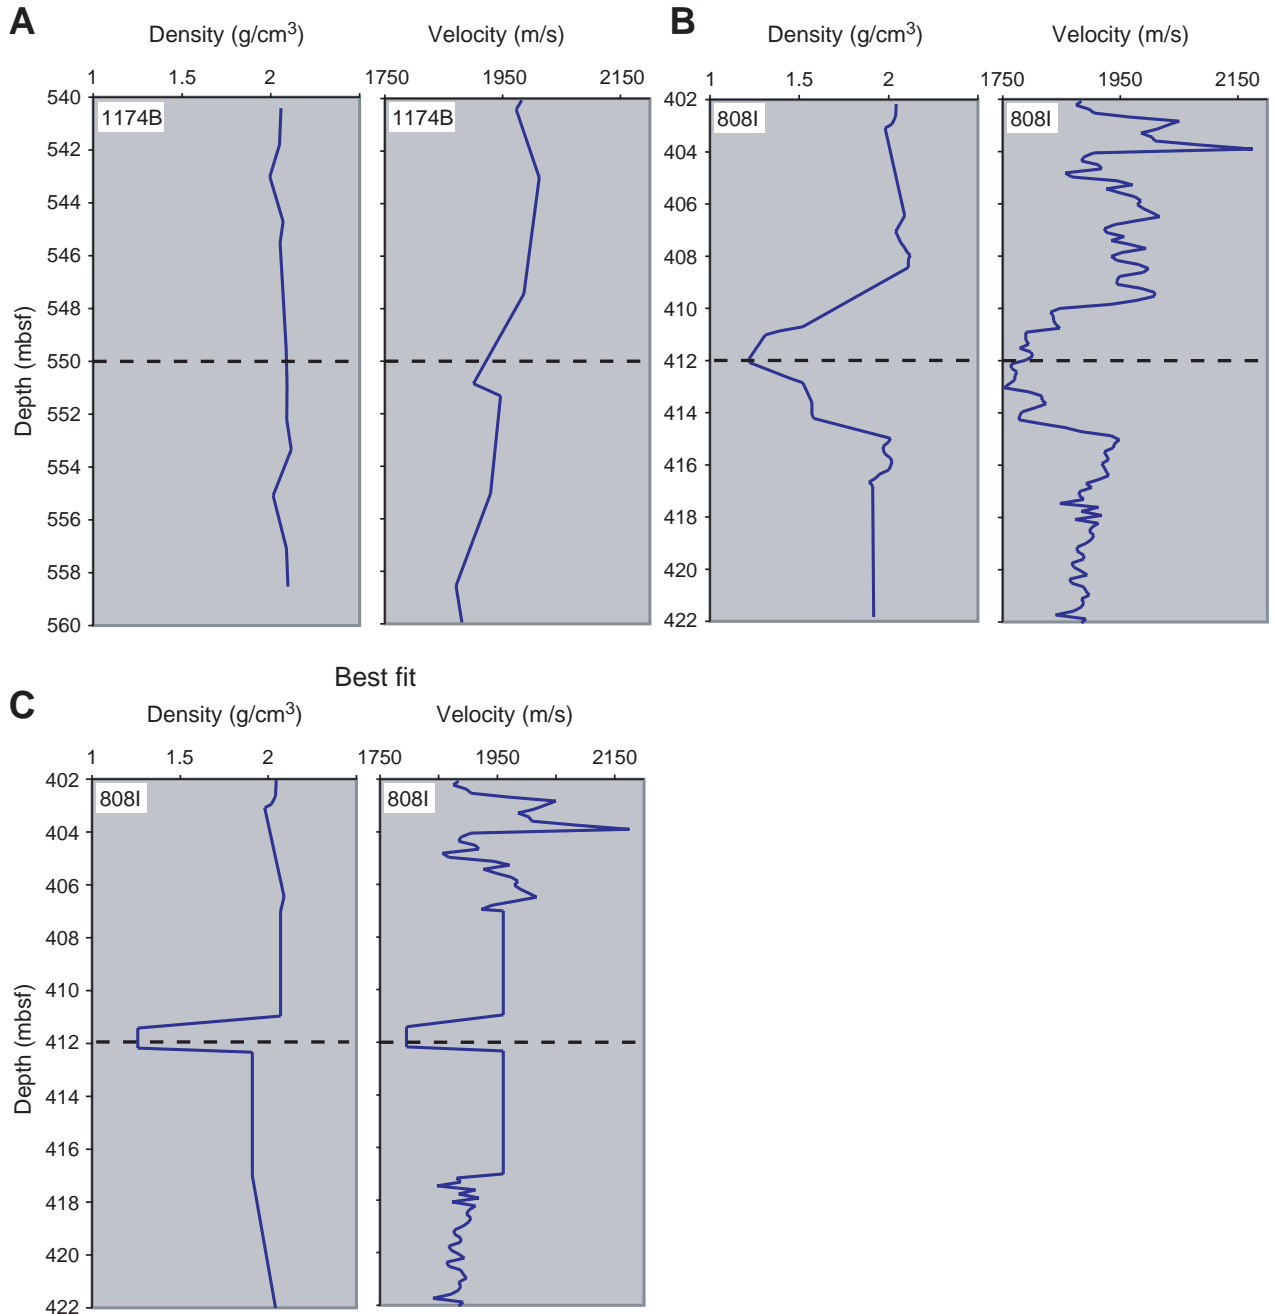 A
Density (g/cm3)
Velocity (m/s)
1 1.5 2
1750 1950 2150
1174B
1174B
540
542
544
546
548
550
552
554
556
558
560
Depth (mbsf)
B
Density (g/cm3)
Velocity (m/s)
1 1.5 2
1750 1950 2150
808I
808I
402
404
406
408
410
412
414
416
418
420
422
Best fit
C
Density (g/cm3)
Velocity (m/s)
1 1.5 2
1750 1950 2150
808I
808I
402
404
406
408
410
412
414
416
418
420
422
Depth (mbsf)